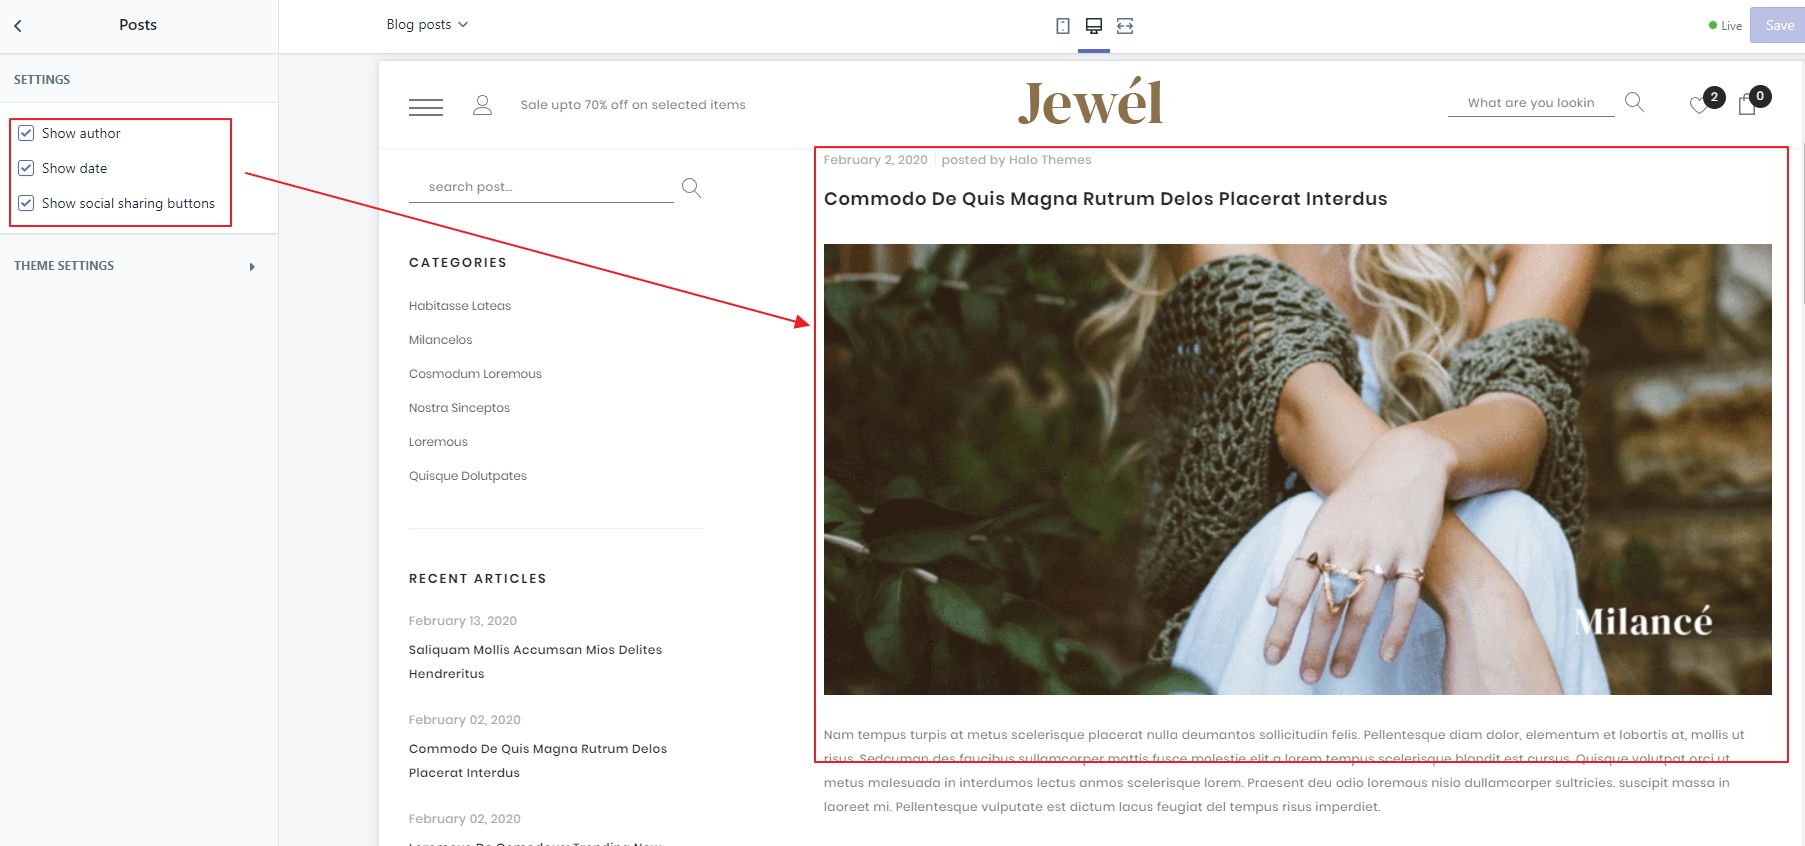 Posts
Blog posts
Live
Save
SETTINGS
Show author
Show date
Show social sharing buttons
THEME SETTINGS
Sale upto 70% off on selected items
Jewél
What are you lookin
2
0
search post...
CATEGORIES
Habitasse Lateas
Milancelos
Cosmodum Loremous
Nostra Sinceptos
Loremous
Quisque Dolutpates
RECENT ARTICLES
February 13, 2020
Saliquam Mollis Accumsan Mios Delites
Hendreritus
February 02, 2020
Commodo De Quis Magna Rutrum Delos
Placerat Interdus
February 02, 2020
Loremous De Comodous Trending New
February 2, 2020 posted by Halo Themes
Commodo De Quis Magna Rutrum Delos Placerat Interdus
Milancé
Nam tempus turpis at metus scelerisque placerat nulla deumantos sollicitudin felis. Pellentesque diam dolor, elementum et lobortis at, mollis ut
risus. Sedcuman des faucibus sullamcorper mattis fusce molestie elit a lorem tempus scelerisque blandit est cursus. Quisque volutpat orci ut
metus malesuada in interdumos lectus anmos scelerisque lorem. Praesent deu odio loremous nisio dullamcorper sultricies. suscipit massa in
laoreet mi. Pellentesque vulputate est dictum lacus feugiat del tempus risus imperdiet.